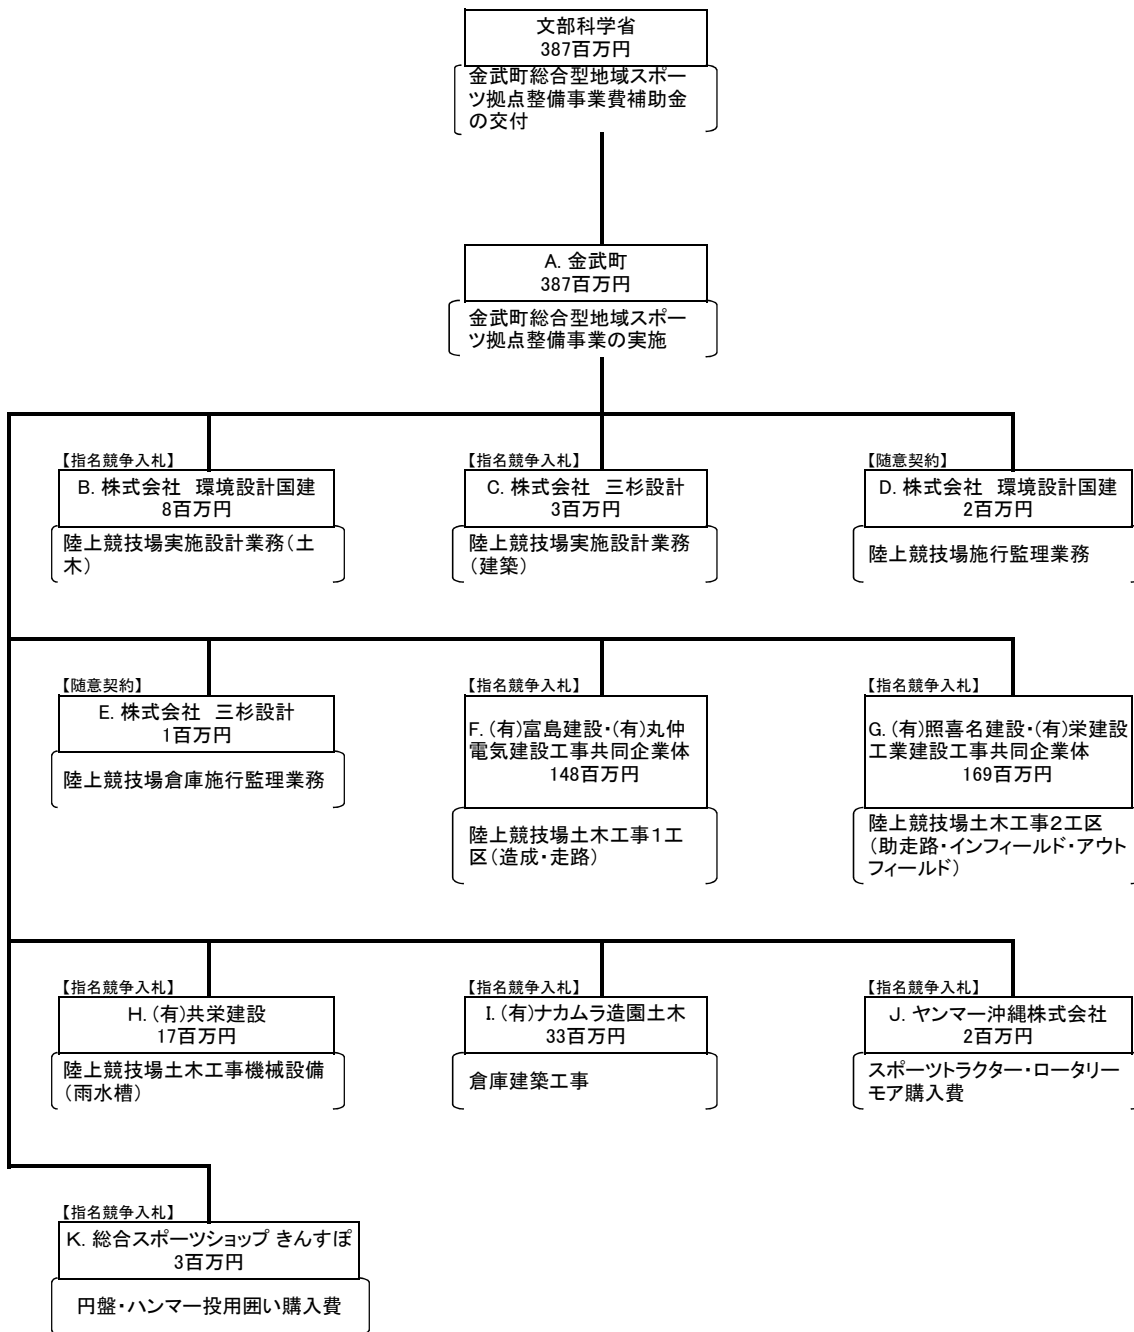 文部科学省
387百万円
金武町総合型地域スポー
ツ拠点整備事業費補助金
の交付
A. 金武町
387百万円
金武町総合型地域スポー
ツ拠点整備事業の実施
【指名競争入札】
B. 株式会社　環境設計国建
8百万円
陸上競技場実施設計業務(土
木)
【指名競争入札】
C. 株式会社　三杉設計
3百万円
陸上競技場実施設計業務
(建築)
【随意契約】
D. 株式会社　環境設計国建
2百万円
陸上競技場施行監理業務
【随意契約】
E. 株式会社　三杉設計
1百万円
陸上競技場倉庫施行監理業務
【指名競争入札】
F. (有)富島建設・(有)丸仲
電気建設工事共同企業体
148百万円
陸上競技場土木工事1工
区(造成・走路)
【指名競争入札】
G. (有)照喜名建設・(有)栄建設
工業建設工事共同企業体
169百万円
陸上競技場土木工事2工区
(助走路・インフィールド・アウト
フィールド)
【指名競争入札】
H. (有)共栄建設
17百万円
陸上競技場土木工事機械設備
(雨水槽)
【指名競争入札】
I. (有)ナカムラ造園土木
33百万円
倉庫建築工事
【指名競争入札】
J. ヤンマー沖縄株式会社
2百万円
スポーツトラクター・ロータリー
モア購入費
【指名競争入札】
K. 総合スポーツショップ きんすぽ
3百万円
円盤・ハンマー投用囲い購入費